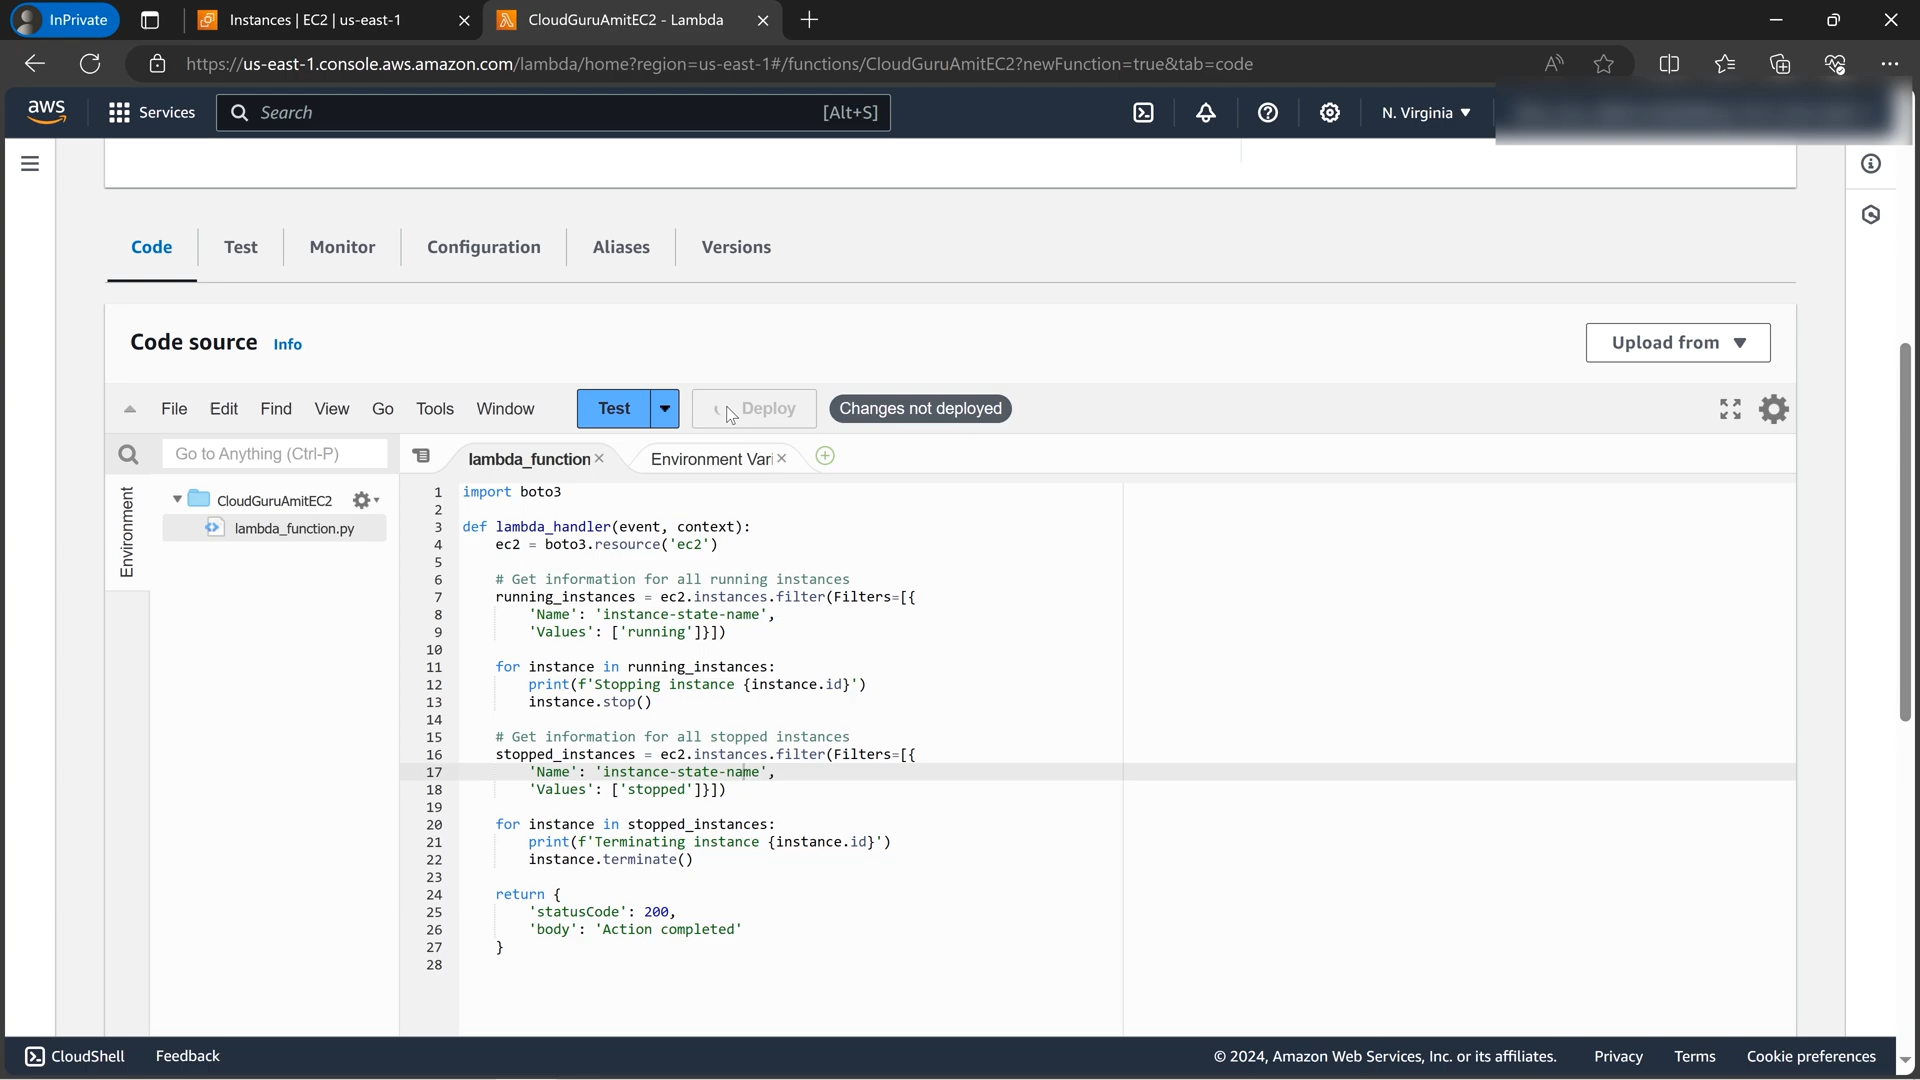 InPrivate
Instances | EC2 | us-east-1
CloudGuruAmitEC2 - Lambda
https://us-east-1.console.aws.amazon.com/lambda/home?region=us-east-1#/functions/CloudGuruAmitEC2?newFunction=true&tab=code
aws
Services
Search
[Alt+S]
N. Virginia
Code
Test
Monitor
Configuration
Aliases
Versions
Code source Info
Upload from
File Edit Find View Go Tools Window
Test
Deploy
Changes not deployed
Go to Anything (Ctrl-P)
lambda_function
Environment Vari
Environment
CloudGuruAmitEC2
lambda_function.py
1 import boto3
2
3 def lambda_handler(event, context):
4 ec2 = boto3.resource('ec2')
5
6 # Get information for all running instances
7 running_instances = ec2.instances.filter(Filters=[{
8 'Name': 'instance-state-name',
9 'Values': ['running']}])
10
11 for instance in running_instances:
12 print(f'Stopping instance {instance.id}')
13 instance.stop()
14
15 # Get information for all stopped instances
16 stopped_instances = ec2.instances.filter(Filters=[{
17 'Name': 'instance-state-name',
18 'Values': ['stopped']}])
19
20 for instance in stopped_instances:
21 print(f'Terminating instance {instance.id}')
22 instance.terminate()
23
24 return {
25 'statusCode': 200,
26 'body': 'Action completed'
27 }
28
CloudShell
Feedback
© 2024, Amazon Web Services, Inc. or its affiliates.
Privacy
Terms
Cookie preferences